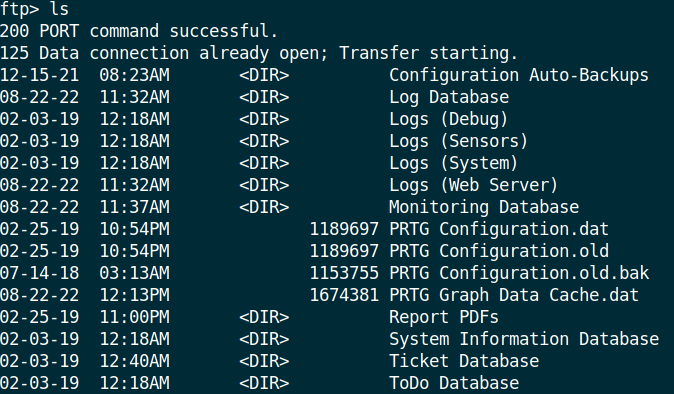 ftp> ls
200 PORT command successful.
125 Data connection already open; Transfer starting.
12-15-21  08:23AM       <DIR>          Configuration Auto-Backups
08-22-22  11:32AM       <DIR>          Log Database
02-03-19  12:18AM       <DIR>          Logs (Debug)
02-03-19  12:18AM       <DIR>          Logs (Sensors)
02-03-19  12:18AM       <DIR>          Logs (System)
08-22-22  11:32AM       <DIR>          Logs (Web Server)
08-22-22  11:37AM       <DIR>          Monitoring Database
02-25-19  10:54PM              1189697 PRTG Configuration.dat
02-25-19  10:54PM              1189697 PRTG Configuration.old
07-14-18  03:13AM              1153755 PRTG Configuration.old.bak
08-22-22  12:13PM              1674381 PRTG Graph Data Cache.dat
02-25-19  11:00PM       <DIR>          Report PDFs
02-03-19  12:18AM       <DIR>          System Information Database
02-03-19  12:40AM       <DIR>          Ticket Database
02-03-19  12:18AM       <DIR>          ToDo Database